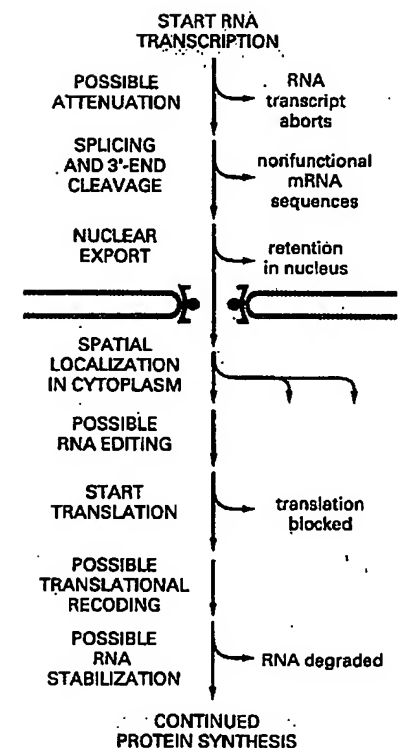 START RNA
TRANSCRIPTION
POSSIBLE
ATTENUATION
RNA
transcript
aborts
SPLICING
AND 3'-END
CLEAVAGE
nonfunctional
mRNA
sequences
NUCLEAR
EXPORT
retention
in nucleus
SPATIAL
LOCALIZATION
IN CYTOPLASM
POSSIBLE
RNA EDITING
START
TRANSLATION
translation
blocked
POSSIBLE
TRANSLATIONAL
RECODING
POSSIBLE
RNA
STABILIZATION
RNA degraded
CONTINUED
PROTEIN SYNTHESIS